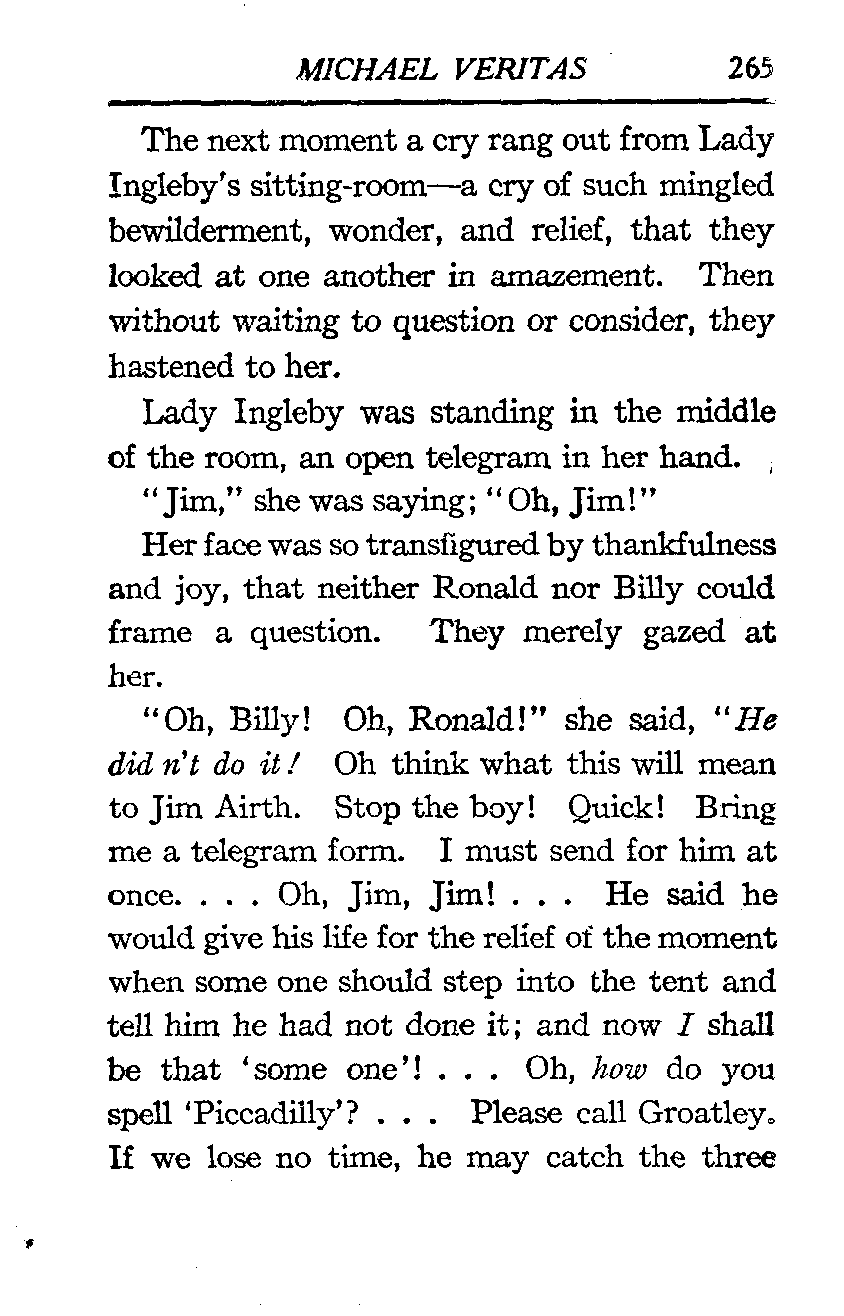 MICHAEL VERITAS 265
The next moment a cry rang out from Lady
Ingleby's sitting-room—a cry of such mingled
bewilderment, wonder, and relief, that they
looked at one another in amazement. Then
without waiting to question or consider, they
hastened to her.
Lady Ingleby was standing in the middle
of the room, an open telegram in her hand.
"Jim," she was saying; "Oh, Jim!"
Her face was so transfigured by thankfulness
and joy, that neither Ronald nor Billy could
frame a question. They merely gazed at
her.
"Oh, Billy! Oh, Ronald!" she said, "He
did n't do it! Oh think what this will mean
to Jim Airth. Stop the boy! Quick! Bring
me a telegram form. I must send for him at
once. . . . Oh, Jim, Jim! . . . He said he
would give his life for the relief of the moment
when some one should step into the tent and
tell him he had not done it; and now I shall
be that 'some one'! . . . Oh, how do you
spell 'Piccadilly'? . . . Please call Groatley.
If we lose no time, he may catch the three